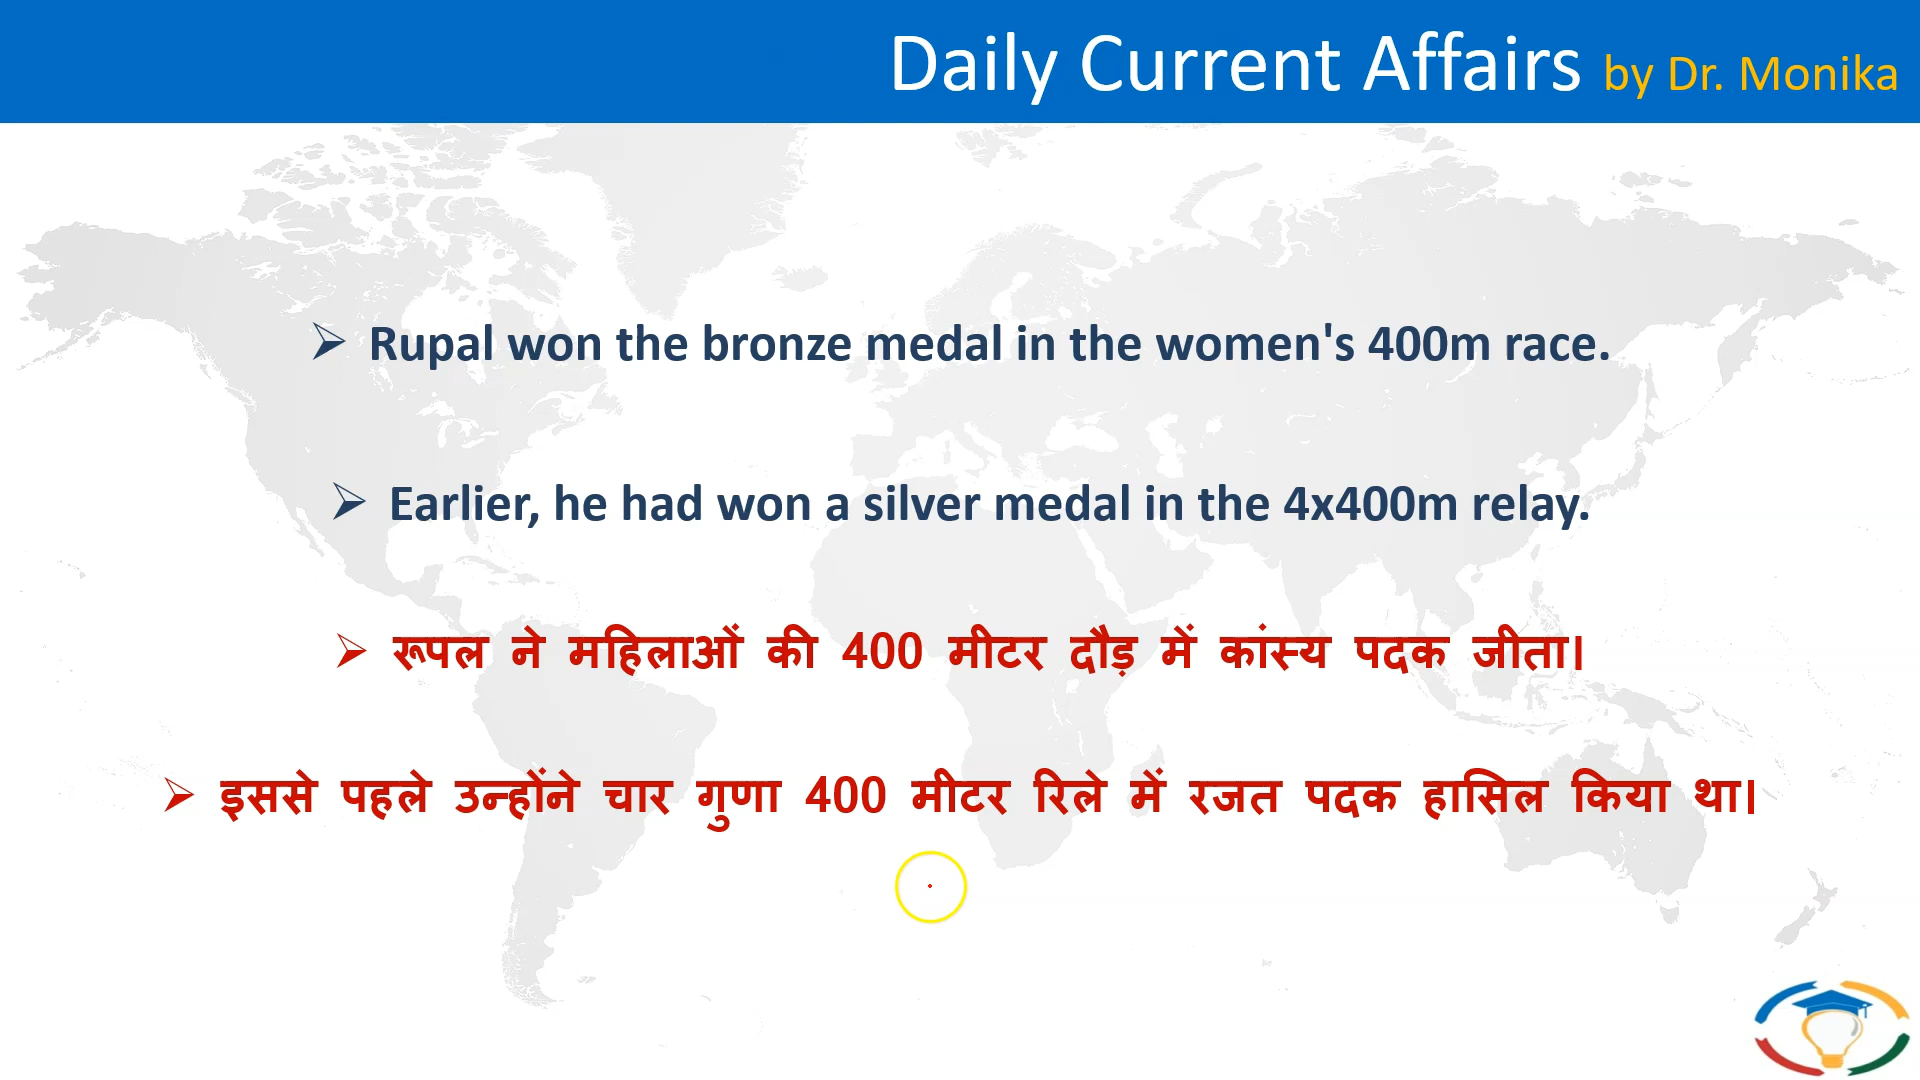 Daily Current Affairs by Dr. Monika
➢ Rupal won the bronze medal in the women's 400m race.
➢ Earlier, he had won a silver medal in the 4x400m relay.
➢ रूपल ने महिलाओं की 400 मीटर दौड़ में कांस्य पदक जीता।
➢ इससे पहले उन्होंने चार गुणा 400 मीटर रिले में रजत पदक हासिल किया था।